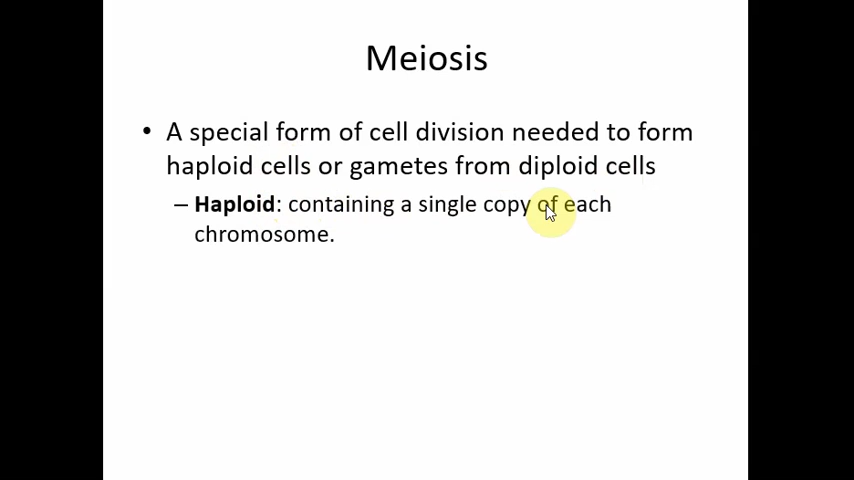 Meiosis
• A special form of cell division needed to form
haploid cells or gametes from diploid cells
– Haploid: containing a single copy of each
chromosome.